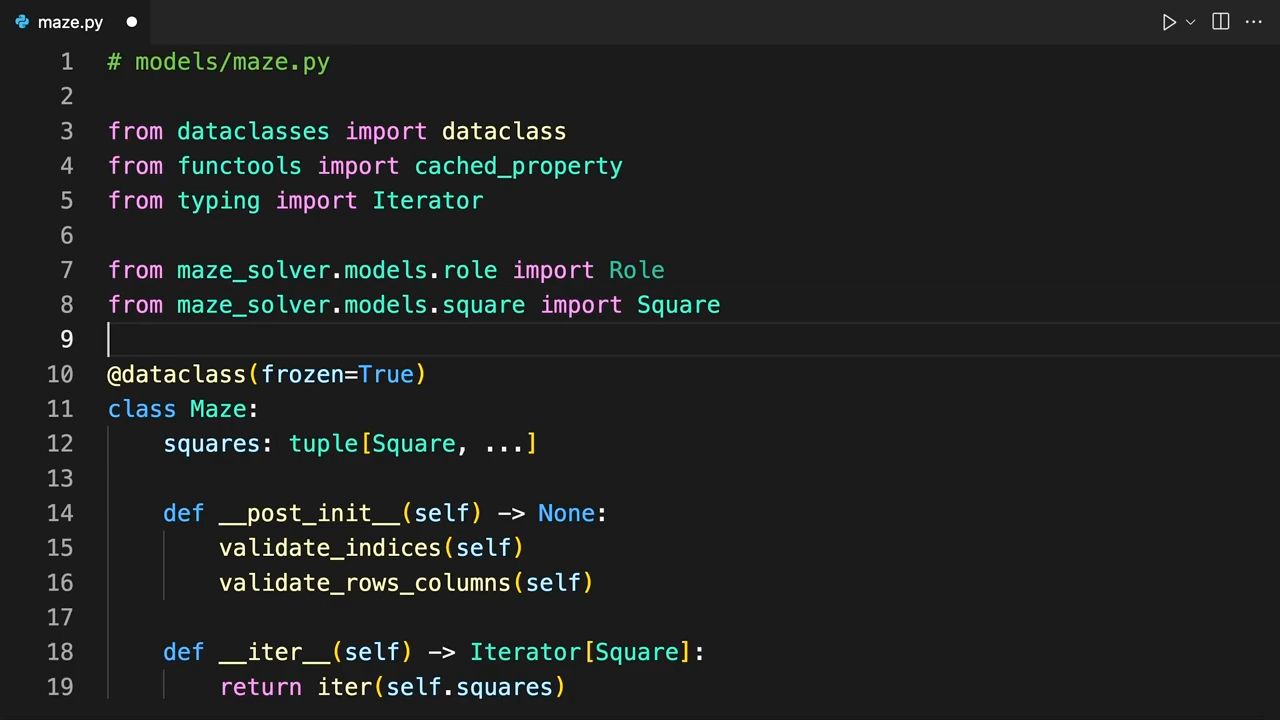 maze.py
1 # models/maze.py
2
3 from dataclasses import dataclass
4 from functools import cached_property
5 from typing import Iterator
6
7 from maze_solver.models.role import Role
8 from maze_solver.models.square import Square
9
10 @dataclass(frozen=True)
11 class Maze:
12     squares: tuple[Square, ...]
13
14     def __post_init__(self) -> None:
15         validate_indices(self)
16         validate_rows_columns(self)
17
18     def __iter__(self) -> Iterator[Square]:
19         return iter(self.squares)